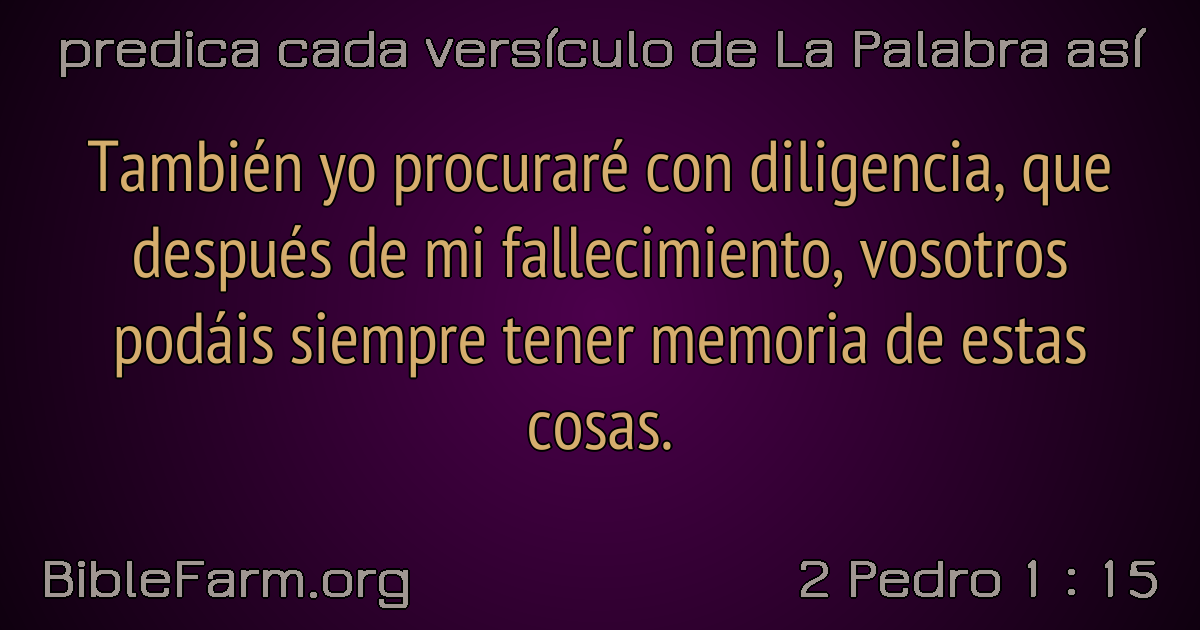 predica cada versículo de La Palabra así
También yo procuraré con diligencia, que
después de mi fallecimiento, vosotros
podáis siempre tener memoria de estas
cosas.
BibleFarm.org
2 Pedro 1 : 15